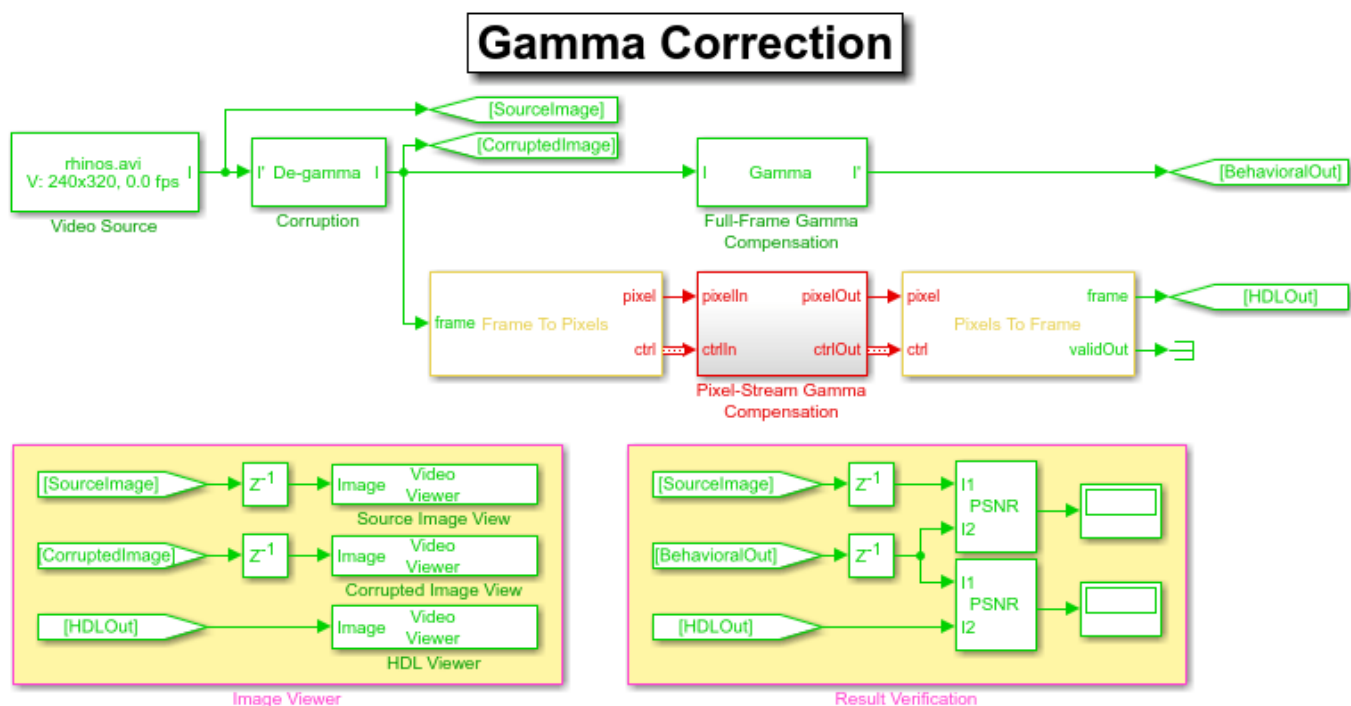 Gamma Correction
[SourceImage]
[CorruptedImage]
rhinos.avi
V: 240x320, 0.0 fps
I
Video Source
I' De-gamma I
Corruption
I Gamma I'
Full-Frame Gamma
Compensation
[BehavioralOut]
frame Frame To Pixels
pixel
ctrl
pixelIn
pixelOut
ctrlIn
ctrlOut
Pixel-Stream Gamma
Compensation
pixel
ctrl
Pixels To Frame
frame
validOut
[HDLOut]
[SourceImage]
Z-1
Image
Video
Viewer
Source Image View
[CorruptedImage]
Z-1
Image
Video
Viewer
Corrupted Image View
[HDLOut]
Image
Video
Viewer
HDL Viewer
Image Viewer
[SourceImage]
Z-1
I1
PSNR
I2
[BehavioralOut]
Z-1
I1
PSNR
I2
[HDLOut]
Result Verification